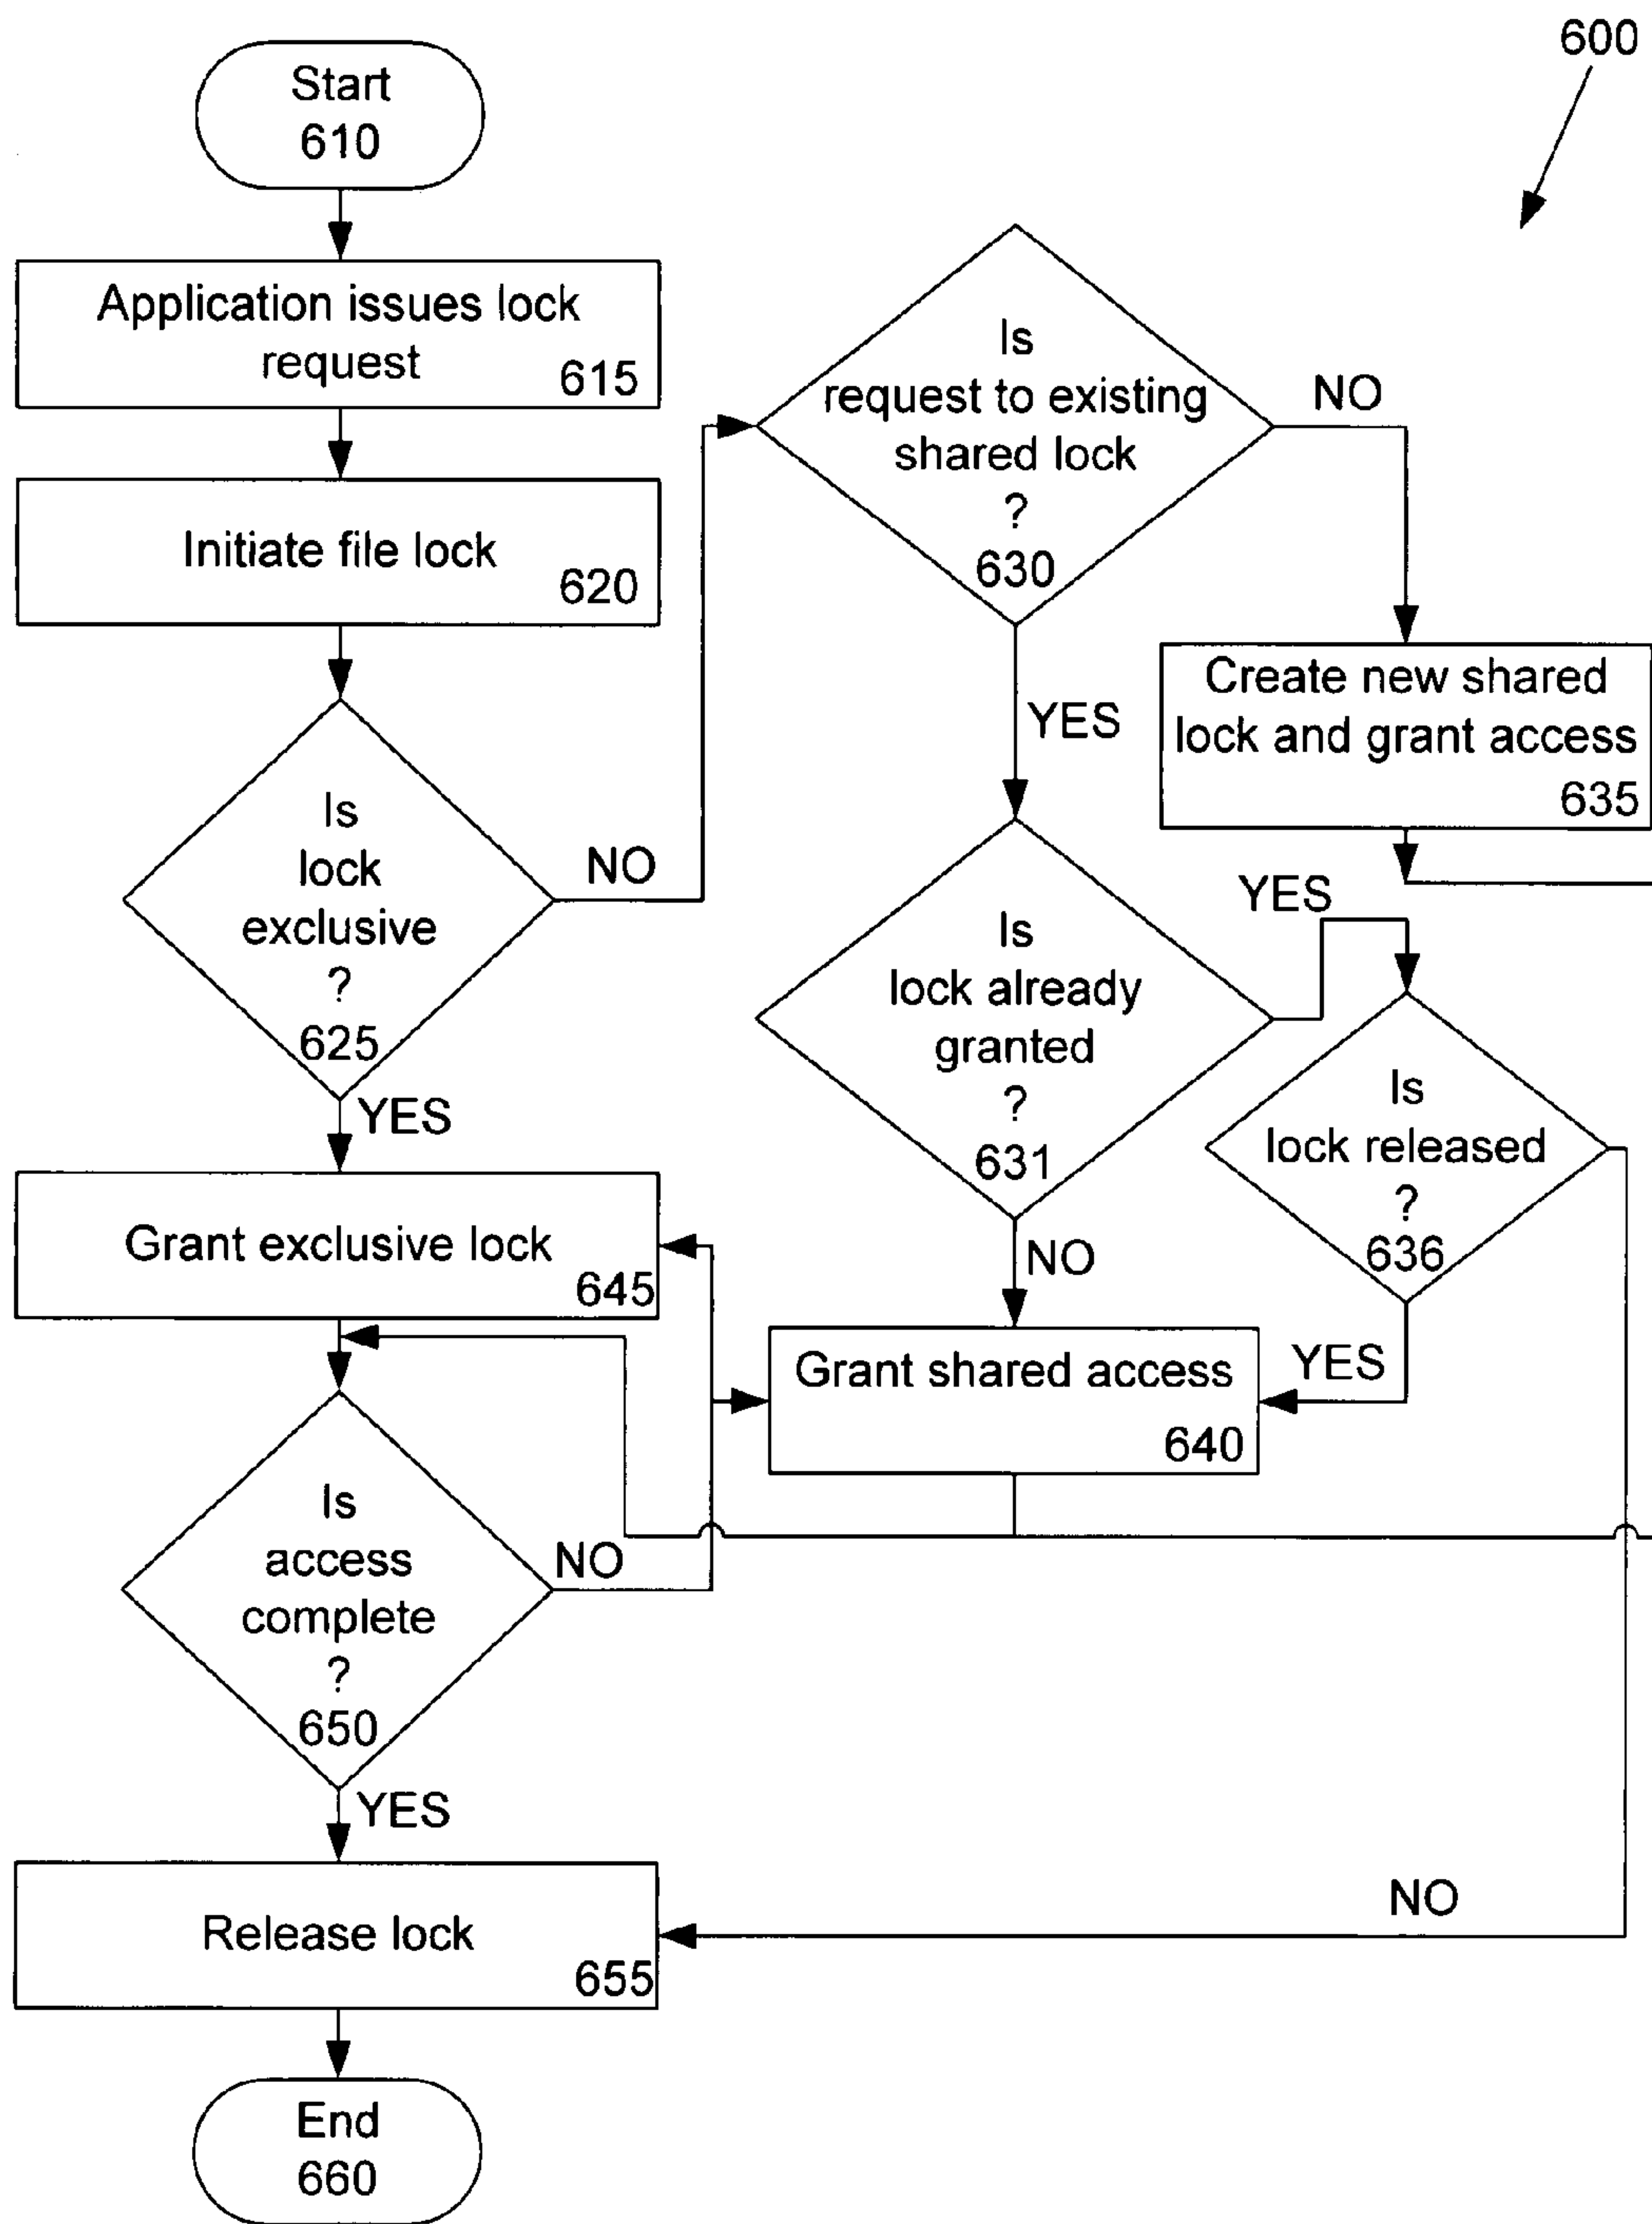 600
Start
610
Application issues lock
request
615
Initiate file lock
620
Is
lock
exclusive
?
625
NO
YES
Is
request to existing
shared lock
?
630
NO
YES
Create new shared
lock and grant access
635
Is
lock already
granted
?
631
YES
NO
Is
lock released
?
636
YES
NO
Grant shared access
640
Grant exclusive lock
645
Is
access
complete
?
650
NO
YES
Release lock
655
End
660